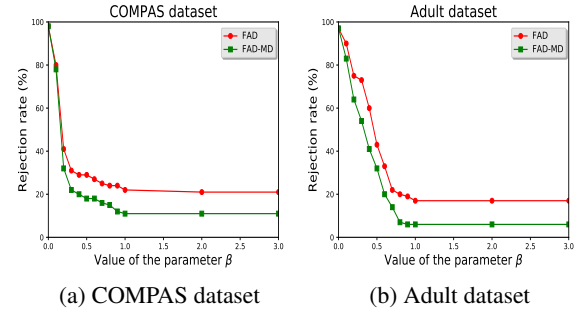 COMPAS dataset
FAD
FAD-MD
Rejection rate (%)
100
80
60
40
20
0
0.0 0.5 1.0 1.5 2.0 2.5 3.0
Value of the parameter β
(a) COMPAS dataset
Adult dataset
FAD
FAD-MD
Rejection rate (%)
100
80
60
40
20
0
0.0 0.5 1.0 1.5 2.0 2.5 3.0
Value of the parameter β
(b) Adult dataset